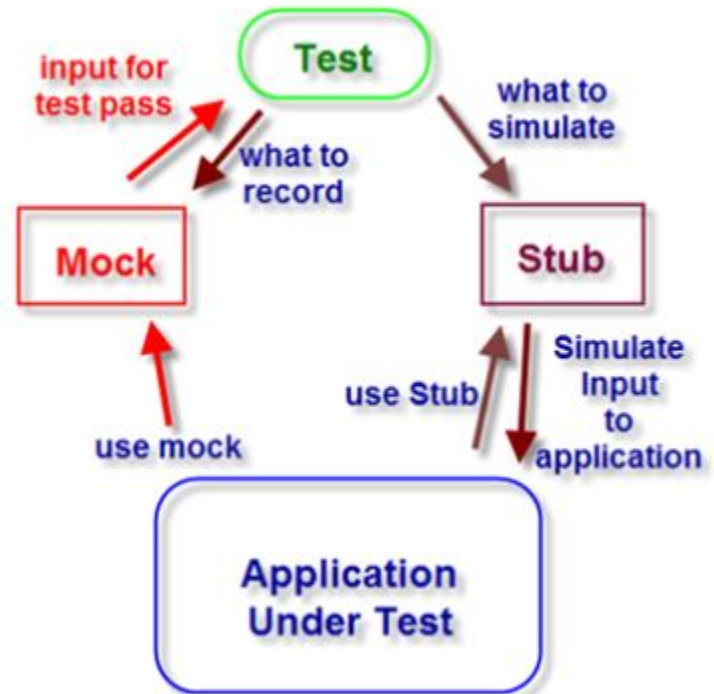 Test
input for
test pass
what to
simulate
what to
record
Mock
Stub
Simulate
Input
to
application
use Stub
use mock
Application
Under Test